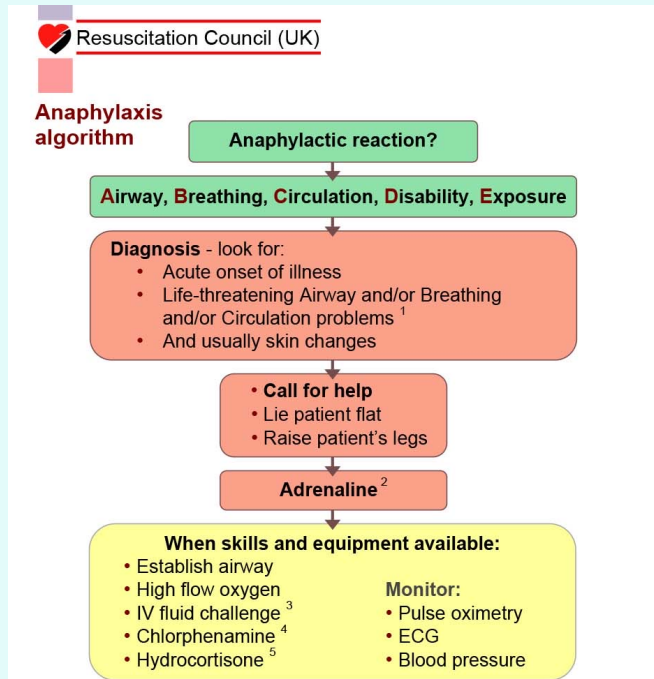 Resuscitation Council (UK)
Anaphylaxis
algorithm
Anaphylactic reaction?
Airway, Breathing, Circulation, Disability, Exposure
Diagnosis - look for:
• Acute onset of illness
• Life-threatening Airway and/or Breathing
and/or Circulation problems 1
• And usually skin changes
• Call for help
• Lie patient flat
• Raise patient's legs
Adrenaline 2
When skills and equipment available:
• Establish airway
• High flow oxygen
• IV fluid challenge 3
• Chlorphenamine 4
• Hydrocortisone 5
Monitor:
• Pulse oximetry
• ECG
• Blood pressure